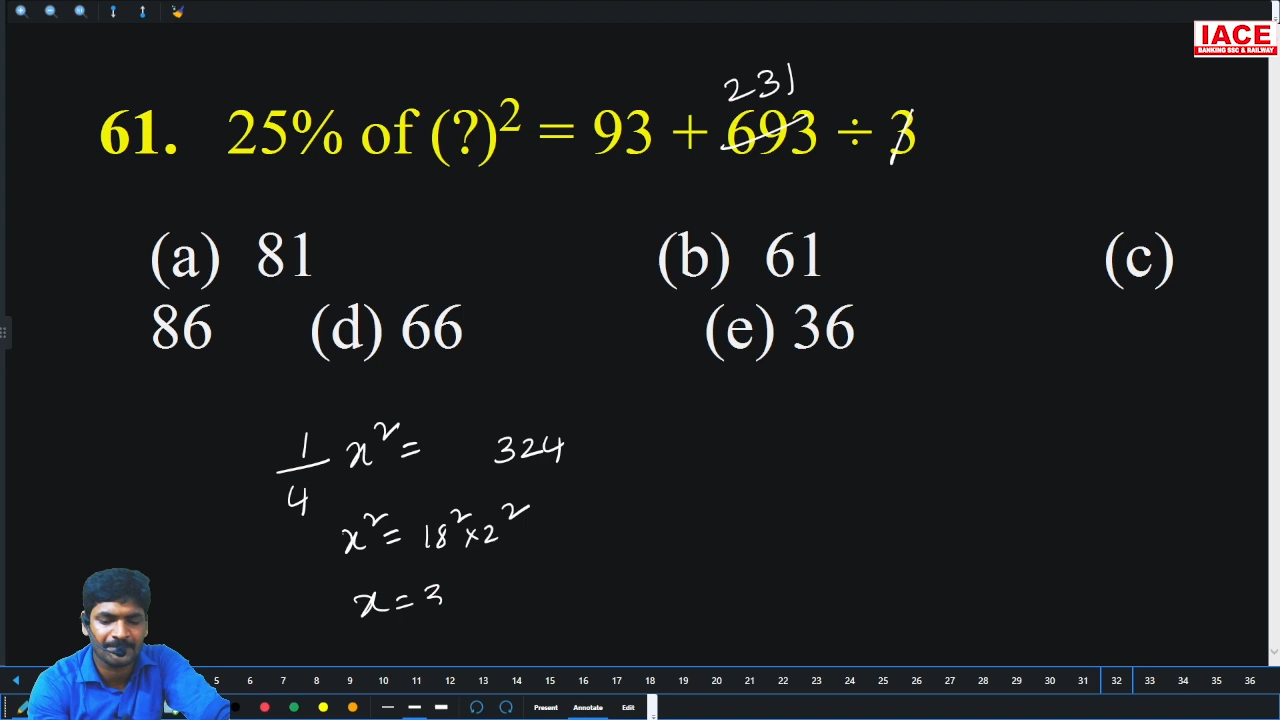 IACE
BANKING SSC & RAILWAY
231
61. 25% of (?)² = 93 + 693 ÷ 3
(a) 81 (b) 61 (c)
86 (d) 66 (e) 36
1/4 x² = 324
x² = 18² × 2²
x = 3
5 6 7 8 9 10 11 12 13 14 15 16 17 18 19 20 21 22 23 24 25 26 27 28 29 30 31 32 33 34 35 36
Present Annotate Edit